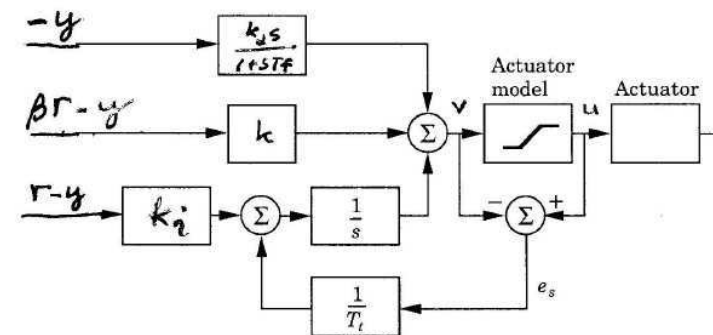 -y
k_d s
1+sT_f
Actuator model
Actuator
βr-y
k
Σ
v
u
r-y
k_i
Σ
1
s
-
Σ
+
1
T_t
e_s